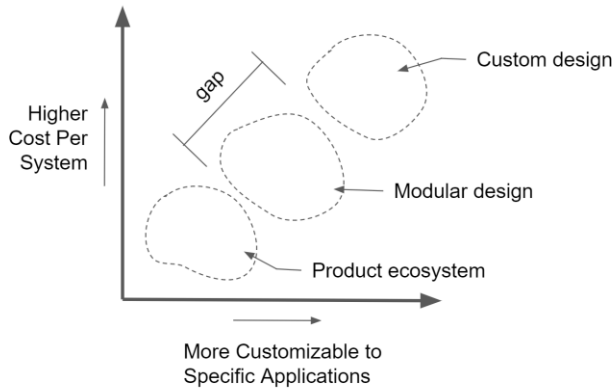 Custom design
gap
Higher
Cost Per
System
Modular design
Product ecosystem
More Customizable to
Specific Applications